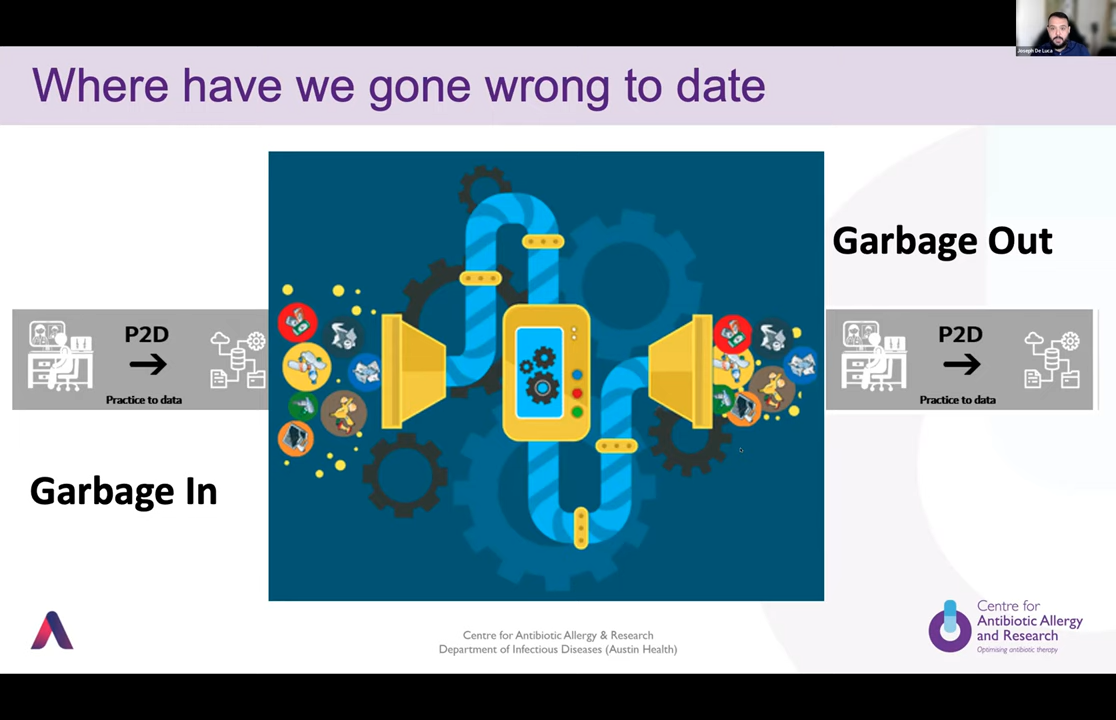 Joseph De Luca
Where have we gone wrong to date
Garbage Out
P2D
Practice to data
P2D
Practice to data
Garbage In
Centre for Antibiotic Allergy & Research
Department of Infectious Diseases (Austin Health)
Centre for
Antibiotic Allergy
and Research
Optimising antibiotic therapy